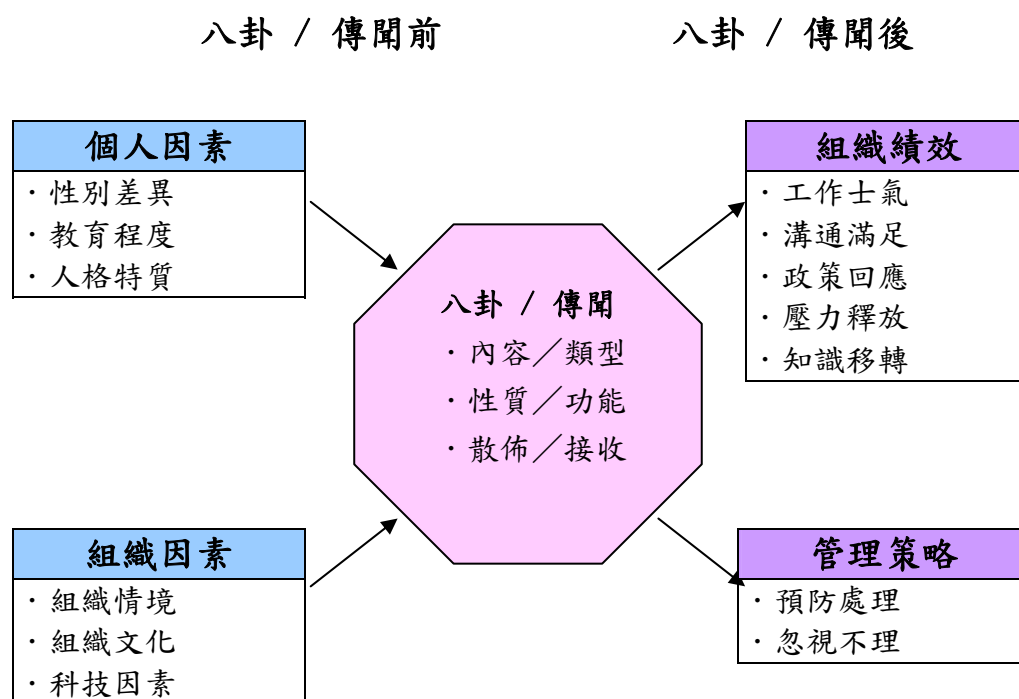 八卦 / 傳聞前
八卦 / 傳聞後
個人因素
·性別差異
·教育程度
·人格特質
組織因素
·組織情境
·組織文化
·科技因素
八卦 / 傳聞
·內容／類型
·性質／功能
·散佈／接收
組織績效
·工作士氣
·溝通滿足
·政策回應
·壓力釋放
·知識移轉
管理策略
·預防處理
·忽視不理